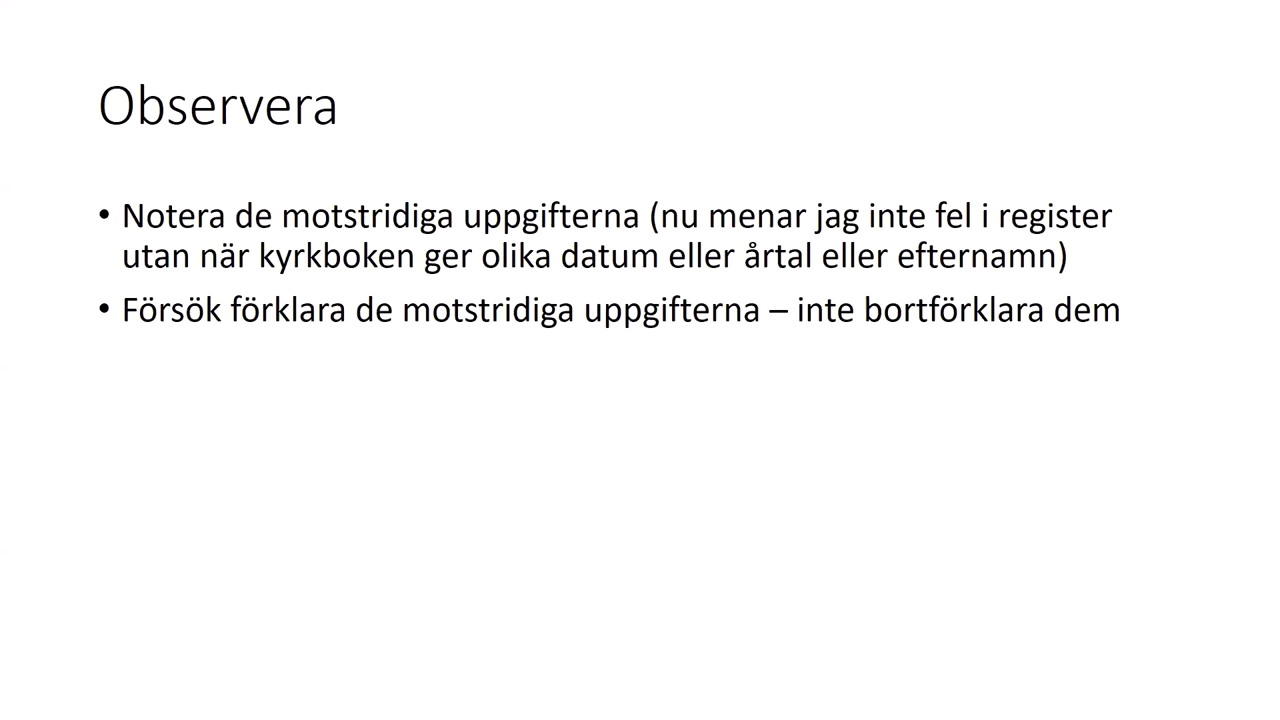 Observera
• Notera de motstridiga uppgifterna (nu menar jag inte fel i register
utan när kyrkboken ger olika datum eller årtal eller efternamn)
• Försök förklara de motstridiga uppgifterna – inte bortförklara dem